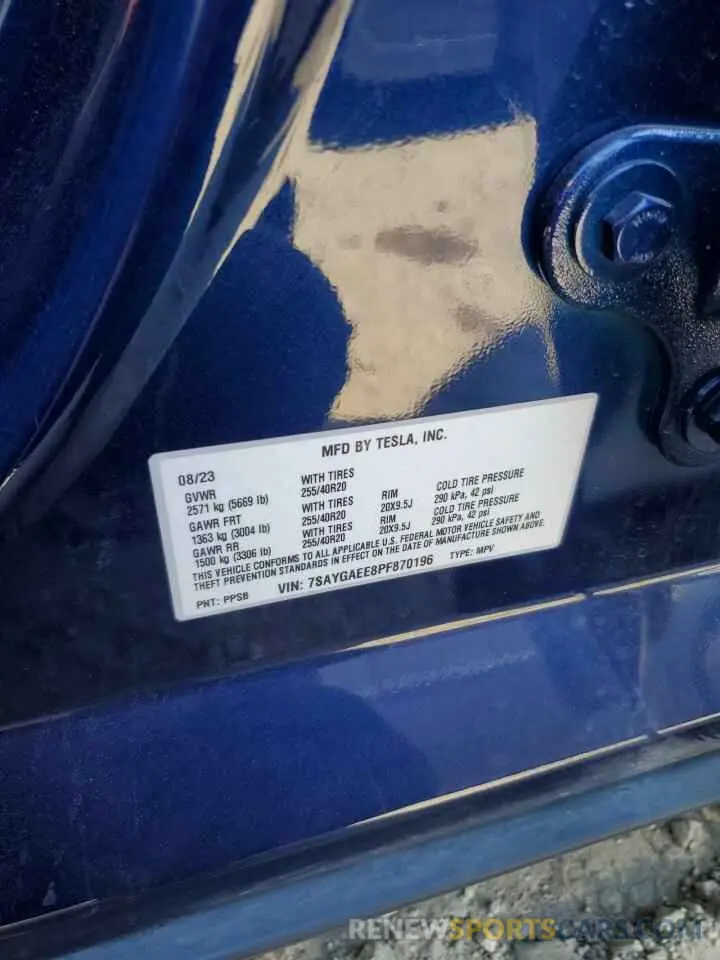 MFD BY TESLA, INC.
08/23
GVWR
2571 kg (5669 lb)
WITH TIRES
255/40R20
RIM
20X9.5J
COLD TIRE PRESSURE
290 kPa, 42 psi
GAWR FRT
1363 kg (3004 lb)
WITH TIRES
255/40R20
RIM
20X9.5J
COLD TIRE PRESSURE
290 kPa, 42 psi
GAWR RR
1500 kg (3306 lb)
WITH TIRES
255/40R20
THIS VEHICLE CONFORMS TO ALL APPLICABLE U.S. FEDERAL MOTOR VEHICLE SAFETY AND
THEFT PREVENTION STANDARDS IN EFFECT ON THE DATE OF MANUFACTURE SHOWN ABOVE.
PNT: PPSB
VIN: 7SAYGAEE8PF870196
TYPE: MPV
RENEWSPORTSCARS.COM